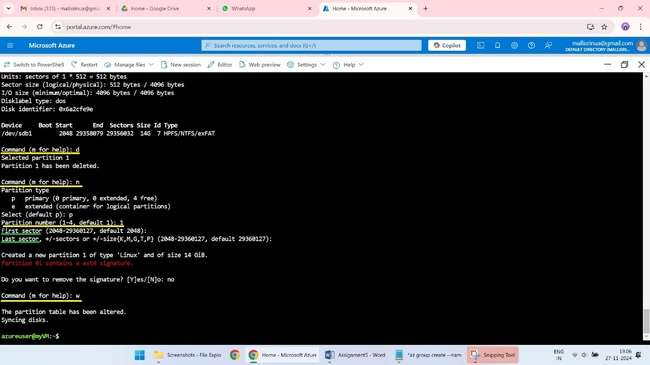 Inbox (333) - mallistinux@gmai
Home - Google Drive
WhatsApp
Home - Microsoft Azure
portal.azure.com/#home
Microsoft Azure
Search resources, services, and docs (G+/)
Copilot
DEFAULT DIRECTORY
Switch to PowerShell
Restart
Manage files
New session
Editor
Web preview
Settings
Help
Units: sectors of 1 * 512 = 512 bytes
Sector size (logical/physical): 512 bytes / 4096 bytes
I/O size (minimum/optimal): 4096 bytes / 4096 bytes
Disklabel type: dos
Disk identifier: 0x6a2cfe9e
Device Boot Start End Sectors Size Id Type
/dev/sdb1 2048 29358079 29356032 14G 7 HPFS/NTFS/exFAT
Command (m for help): d
Selected partition 1
Partition 1 has been deleted.
Command (m for help): n
Partition type
p primary (0 primary, 0 extended, 4 free)
e extended (container for logical partitions)
Select (default p): p
Partition number (1-4, default 1): 1
First sector (2048-29360127, default 2048):
Last sector, +/-sectors or +/-size{K,M,G,T,P} (2048-29360127, default 29360127):
Created a new partition 1 of type 'Linux' and of size 14 GiB.
Partition #1 contains a ext4 signature.
Do you want to remove the signature? [Y]es/[N]o: no
Command (m for help): w
The partition table has been altered.
Syncing disks.
azureuser@myVM:~$
Screenshots - File Explo
Home - Microsoft Azu
Assignment5 - Word
*az group create --nam
Snipping Tool
ENG
IN
19:06
27-11-2024